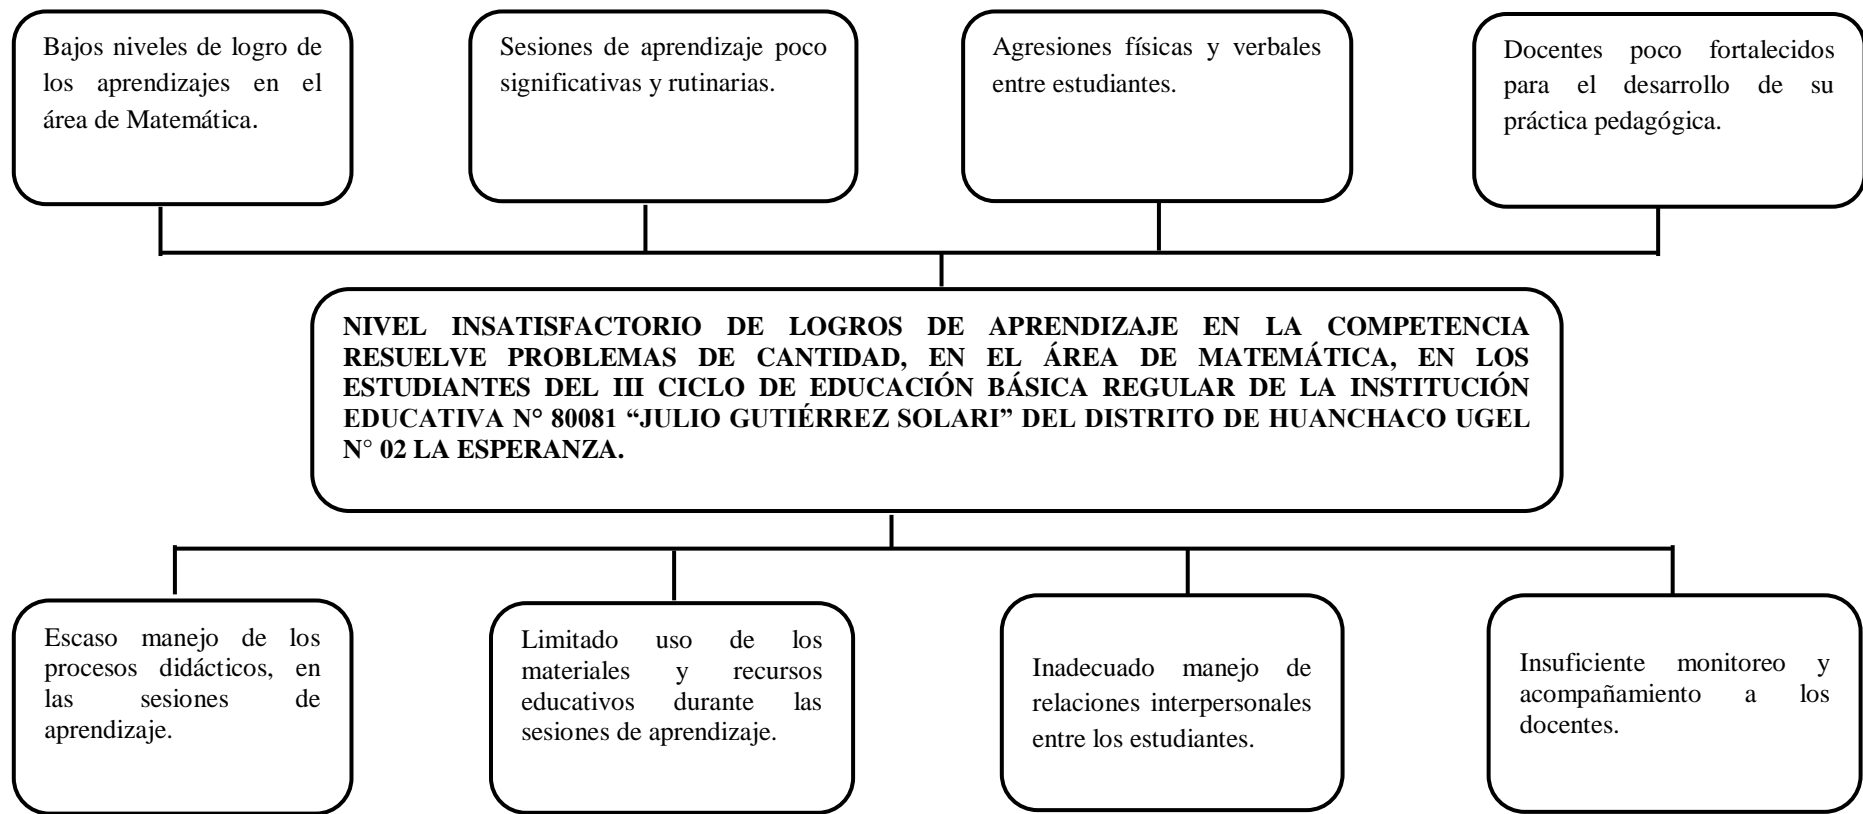 Bajos niveles de logro de
los aprendizajes en el
área de Matemática.
Sesiones de aprendizaje poco
significativas y rutinarias.
Agresiones físicas y verbales
entre estudiantes.
Docentes poco fortalecidos
para el desarrollo de su
práctica pedagógica.
NIVEL INSATISFACTORIO DE LOGROS DE APRENDIZAJE EN LA COMPETENCIA
RESUELVE PROBLEMAS DE CANTIDAD, EN EL ÁREA DE MATEMÁTICA, EN LOS
ESTUDIANTES DEL III CICLO DE EDUCACIÓN BÁSICA REGULAR DE LA INSTITUCIÓN
EDUCATIVA N° 80081 “JULIO GUTIÉRREZ SOLARI” DEL DISTRITO DE HUANCHACO UGEL
N° 02 LA ESPERANZA.
Escaso manejo de los
procesos didácticos, en
las sesiones de
aprendizaje.
Limitado uso de los
materiales y recursos
educativos durante las
sesiones de aprendizaje.
Inadecuado manejo de
relaciones interpersonales
entre los estudiantes.
Insuficiente monitoreo y
acompañamiento a los
docentes.